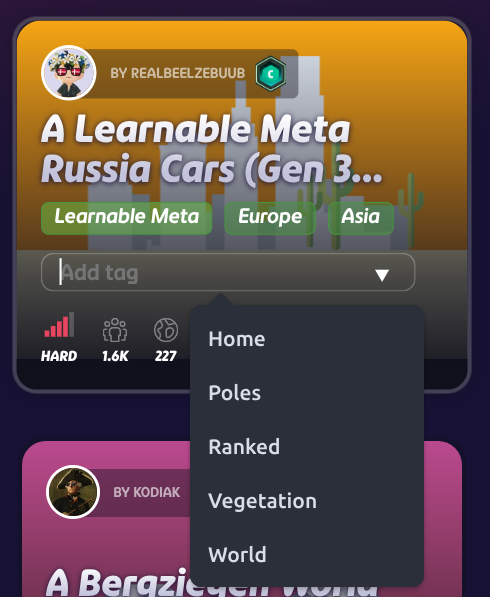 BY REALBEELZEBUUB
C
A Learnable Meta
Russia Cars (Gen 3...
Learnable Meta Europe Asia
Add tag
HARD 1.6K 227
Home
Poles
Ranked
Vegetation
World
BY KODIAK
A Bergziegen World